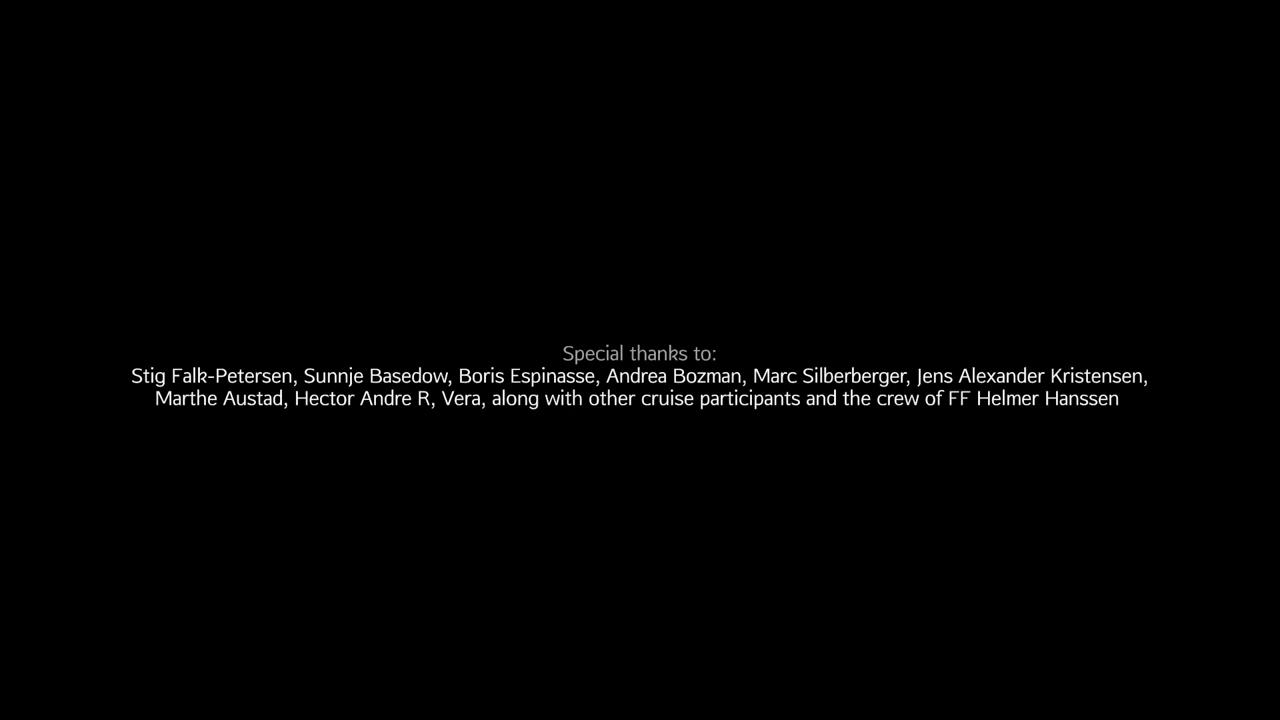 Special thanks to:
Stig Falk-Petersen, Sunnje Basedow, Boris Espinasse, Andrea Bozman, Marc Silberberger, Jens Alexander Kristensen,
Marthe Austad, Hector Andre R, Vera, along with other cruise participants and the crew of FF Helmer Hanssen